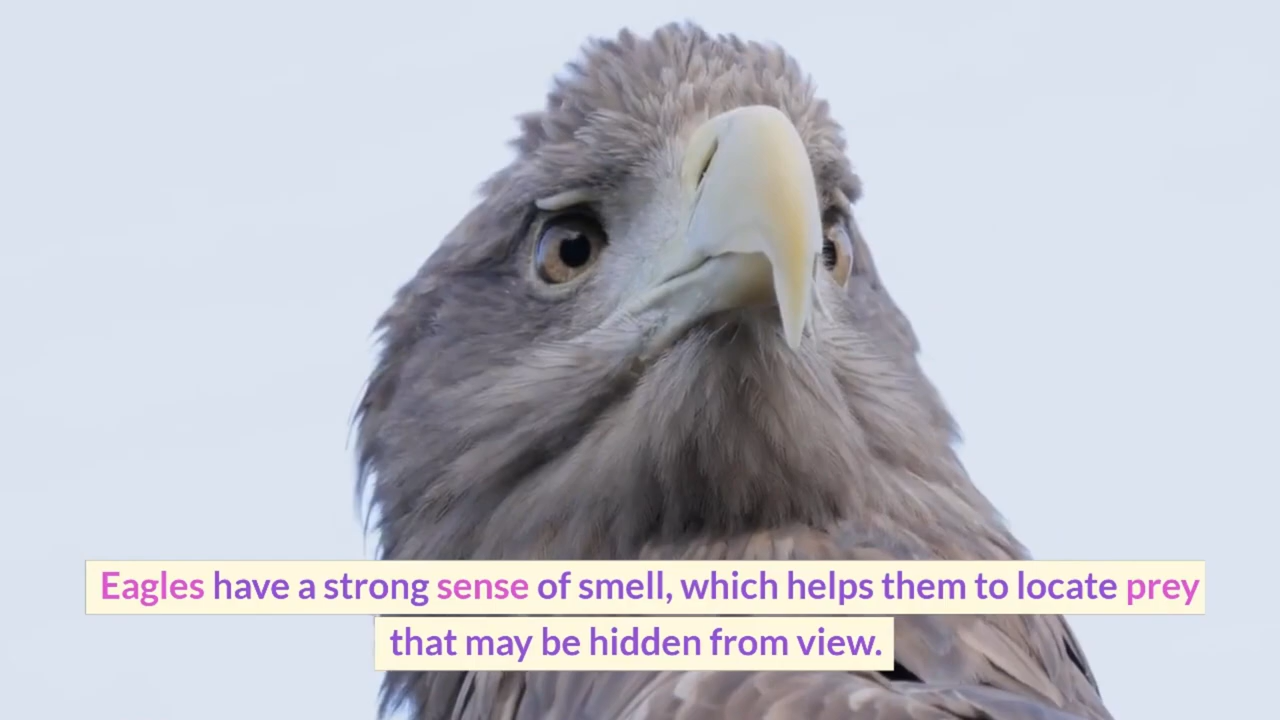 Eagles have a strong sense of smell, which helps them to locate prey
that may be hidden from view.